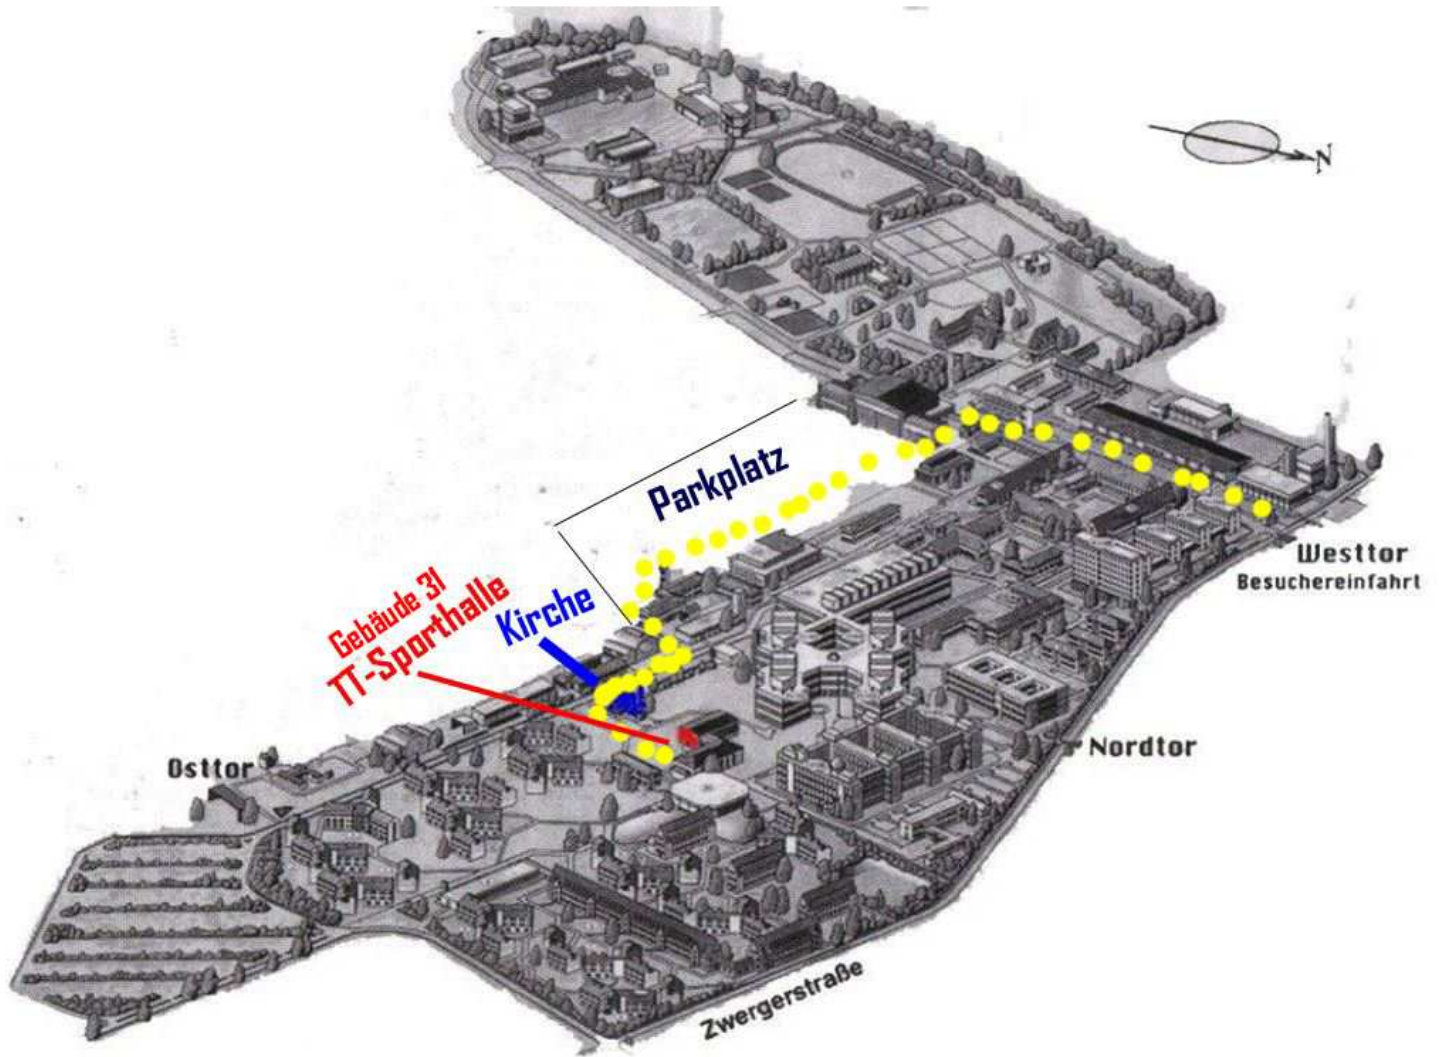 N
Parkplatz
Westtor
Besuchereinfahrt
Kirche
Gebäude 31
TT-Sporthalle
Nordtor
Osttor
Zwergerstraße